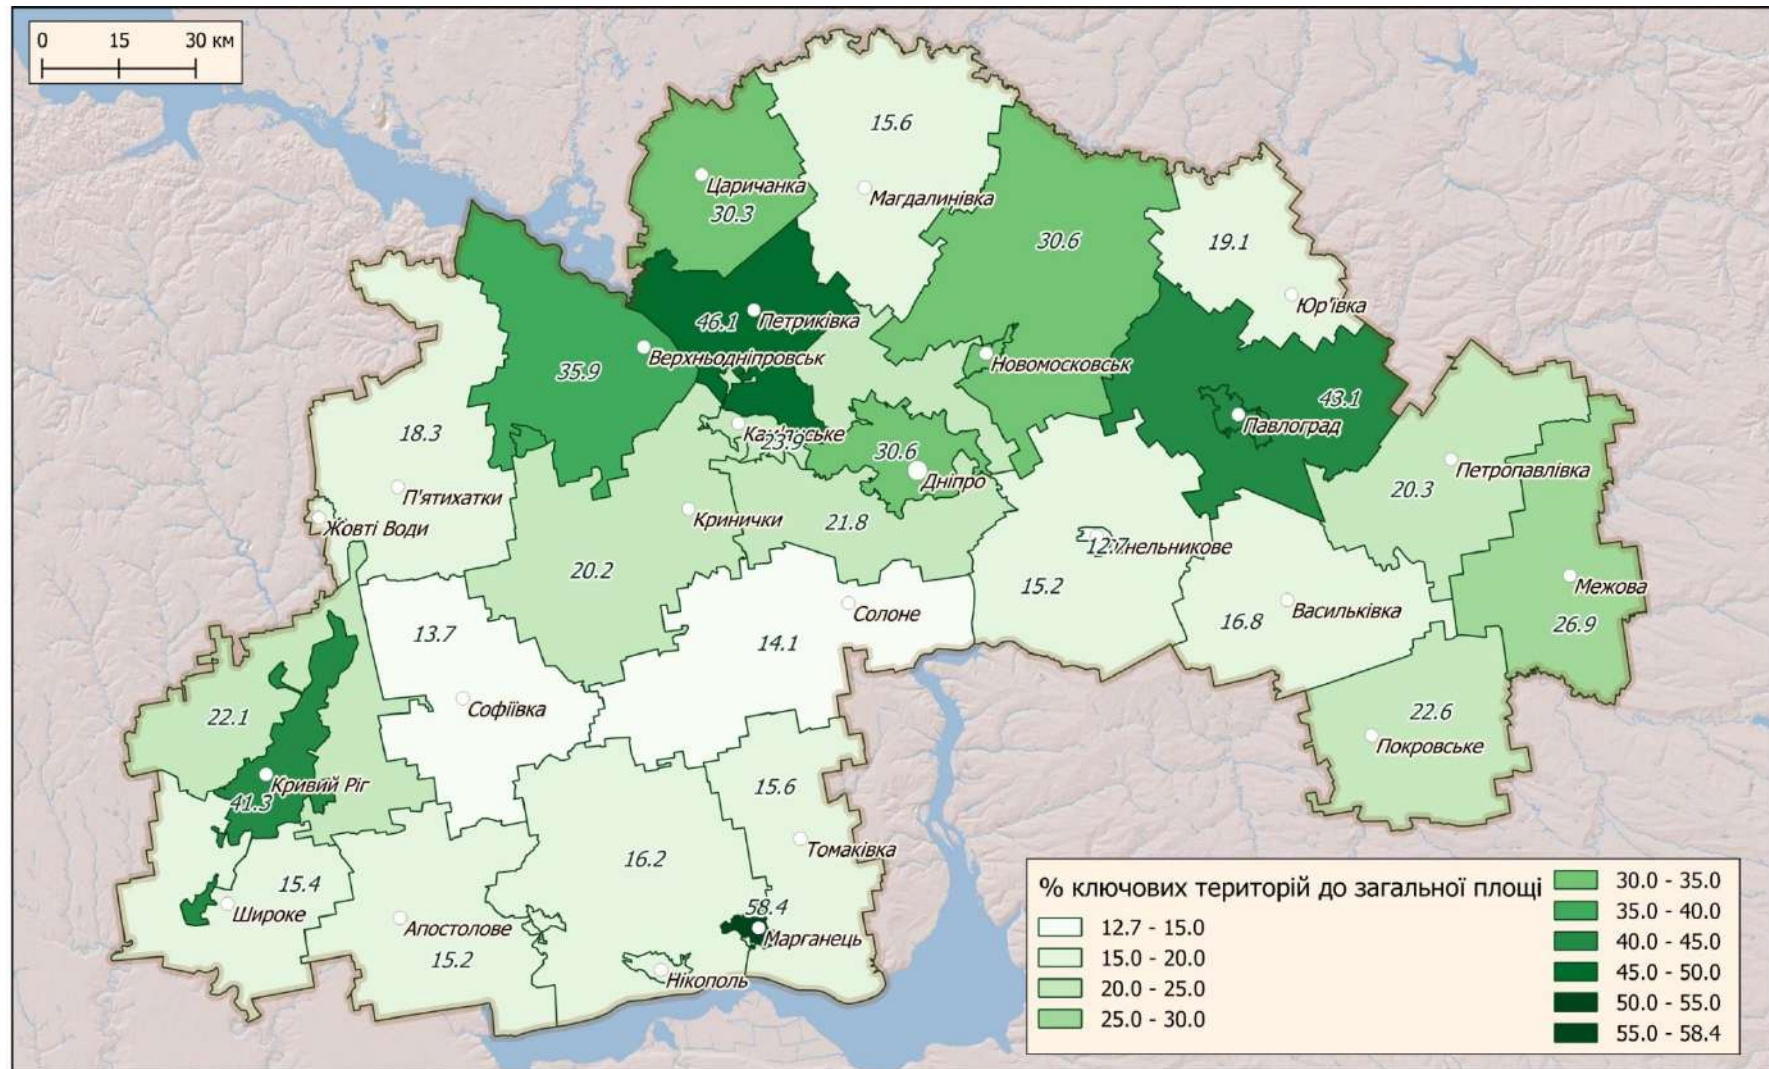 0 15 30 км
15.6
Царичанка
30.3
Магдалинівка
30.6
19.1
Юр'ївка
46.1
Петриківка
Верхньодніпровськ
35.9
Новомосковськ
43.1
Павлоград
18.3
Кам'янське
23.9
30.6
Дніпро
Петропавлівка
20.3
П'ятихатки
Жовті Води
Кринички
21.8
20.2
12.7
15.2
Межова
26.9
Васильківка
16.8
Солоне
13.7
14.1
Софіївка
22.1
22.6
Покровське
Кривий Ріг
41.3
15.6
Томаківка
16.2
15.4
Широке
Апостолове
15.2
58.4
Марганець
Нікополь
% ключових територій до загальної площі
12.7 - 15.0
15.0 - 20.0
20.0 - 25.0
25.0 - 30.0
30.0 - 35.0
35.0 - 40.0
40.0 - 45.0
45.0 - 50.0
50.0 - 55.0
55.0 - 58.4